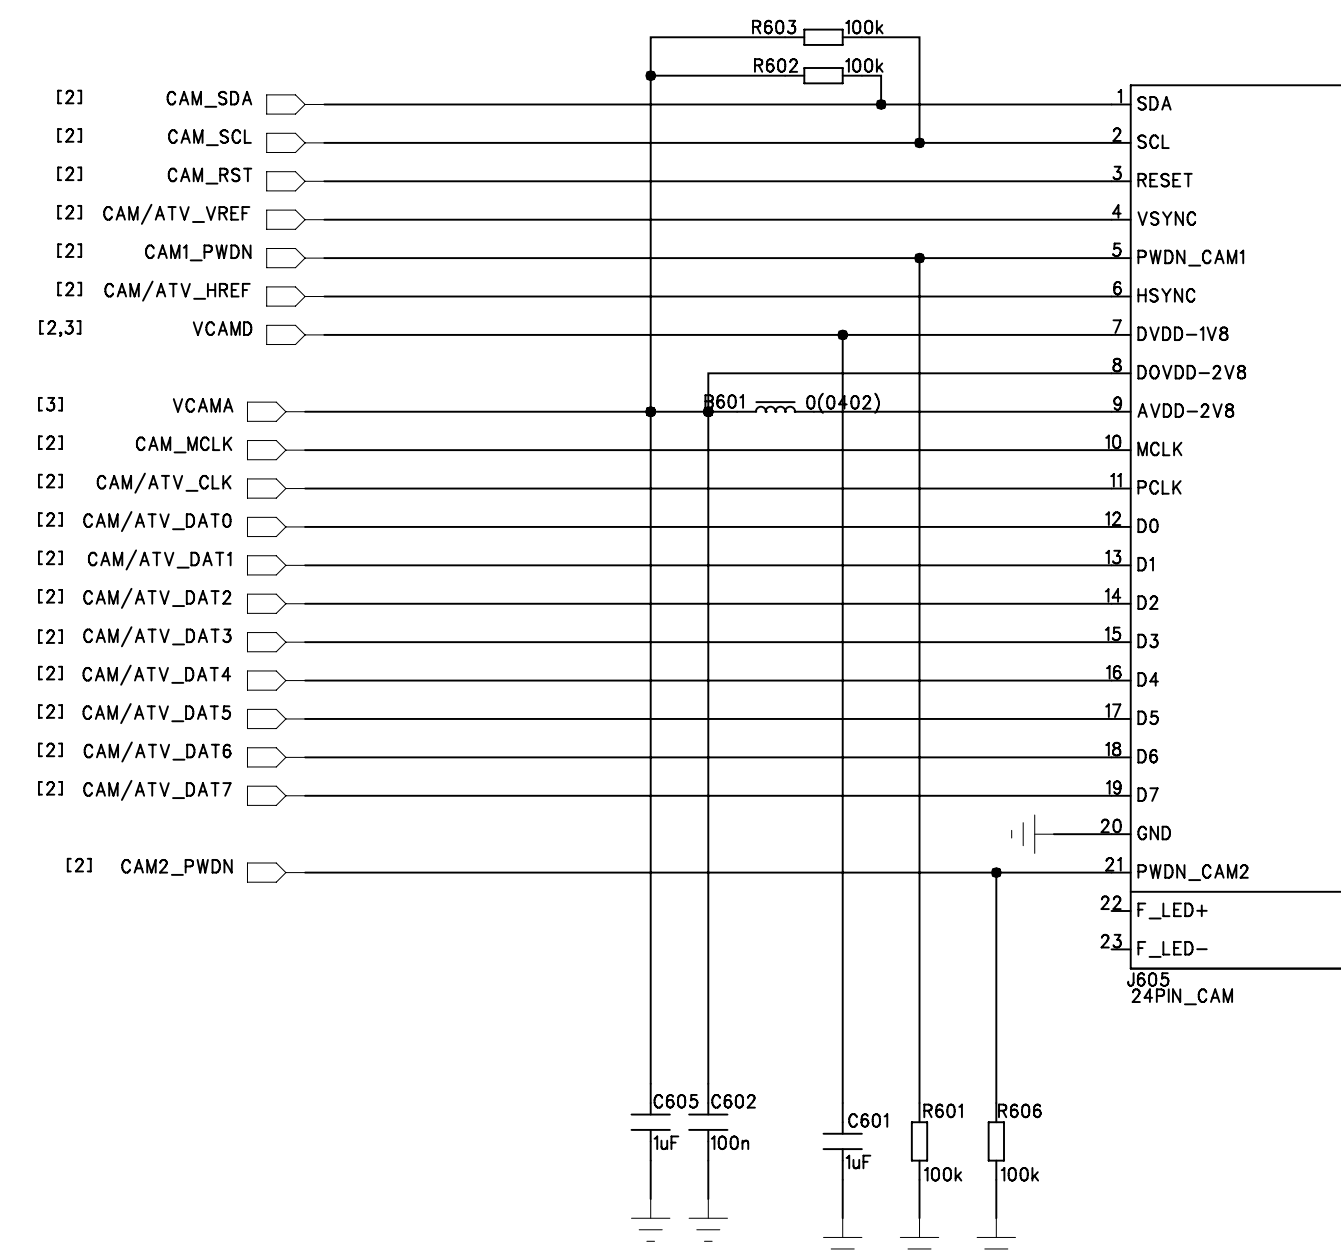 R603 100k
R602 100k
[2] CAM_SDA 1 SDA
[2] CAM_SCL 2 SCL
[2] CAM_RST 3 RESET
[2] CAM/ATV_VREF 4 VSYNC
[2] CAM1_PWDN 5 PWDN_CAM1
[2] CAM/ATV_HREF 6 HSYNC
[2,3] VCAMD 7 DVDD-1V8
8 DOVDD-2V8
[3] VCAMA B601 0(0402) 9 AVDD-2V8
[2] CAM_MCLK 10 MCLK
[2] CAM/ATV_CLK 11 PCLK
[2] CAM/ATV_DAT0 12 D0
[2] CAM/ATV_DAT1 13 D1
[2] CAM/ATV_DAT2 14 D2
[2] CAM/ATV_DAT3 15 D3
[2] CAM/ATV_DAT4 16 D4
[2] CAM/ATV_DAT5 17 D5
[2] CAM/ATV_DAT6 18 D6
[2] CAM/ATV_DAT7 19 D7
20 GND
[2] CAM2_PWDN 21 PWDN_CAM2
22 F_LED+
23 F_LED-
J605
24PIN_CAM
C605 C602 C601 R601 R606
1uF 100n 1uF 100k 100k